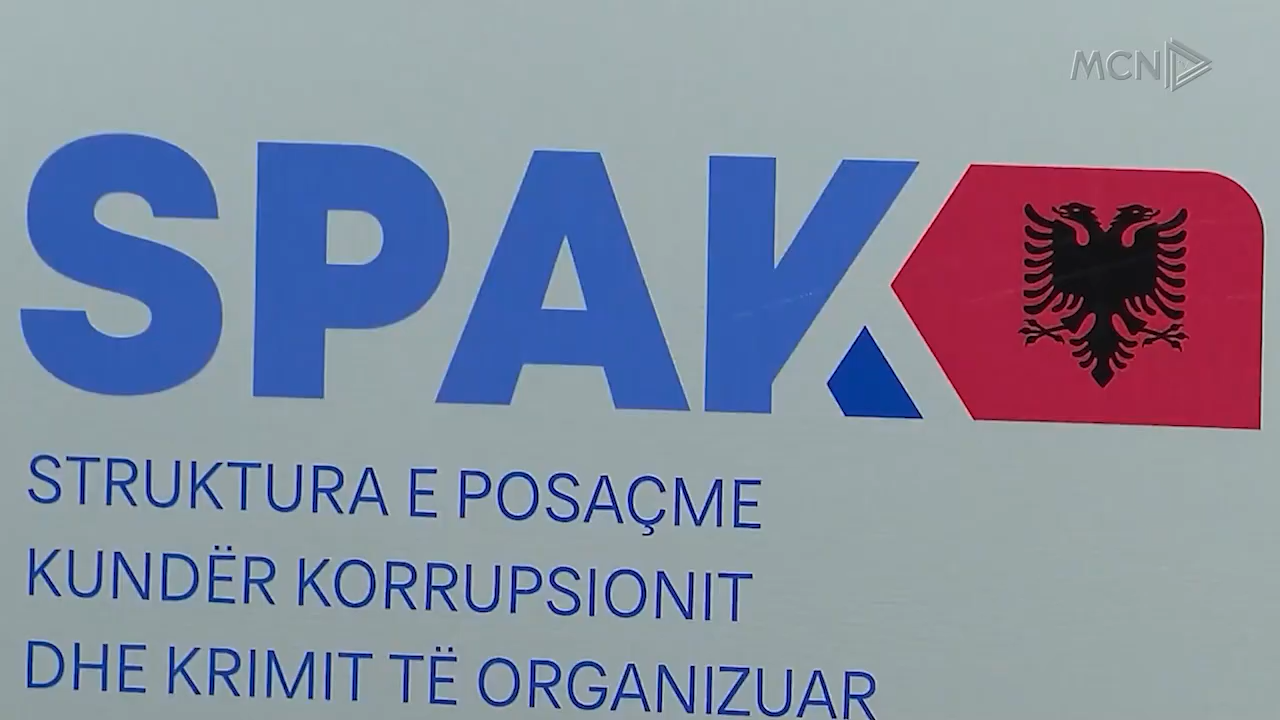 MCN
SPAK
STRUKTURA E POSAÇME
KUNDËR KORRUPSIONIT
DHE KRIMIT TË ORGANIZUAR